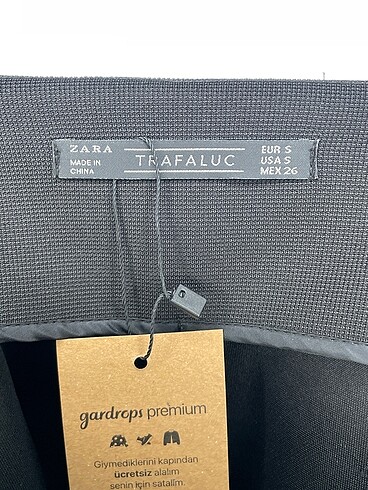 ZARA
MADE IN
CHINA
TRAFALUC
EUR S
USA S
MEX 26
gardrops premium
Giymediklerini kapından
ücretsiz alalım
senin için satalım.